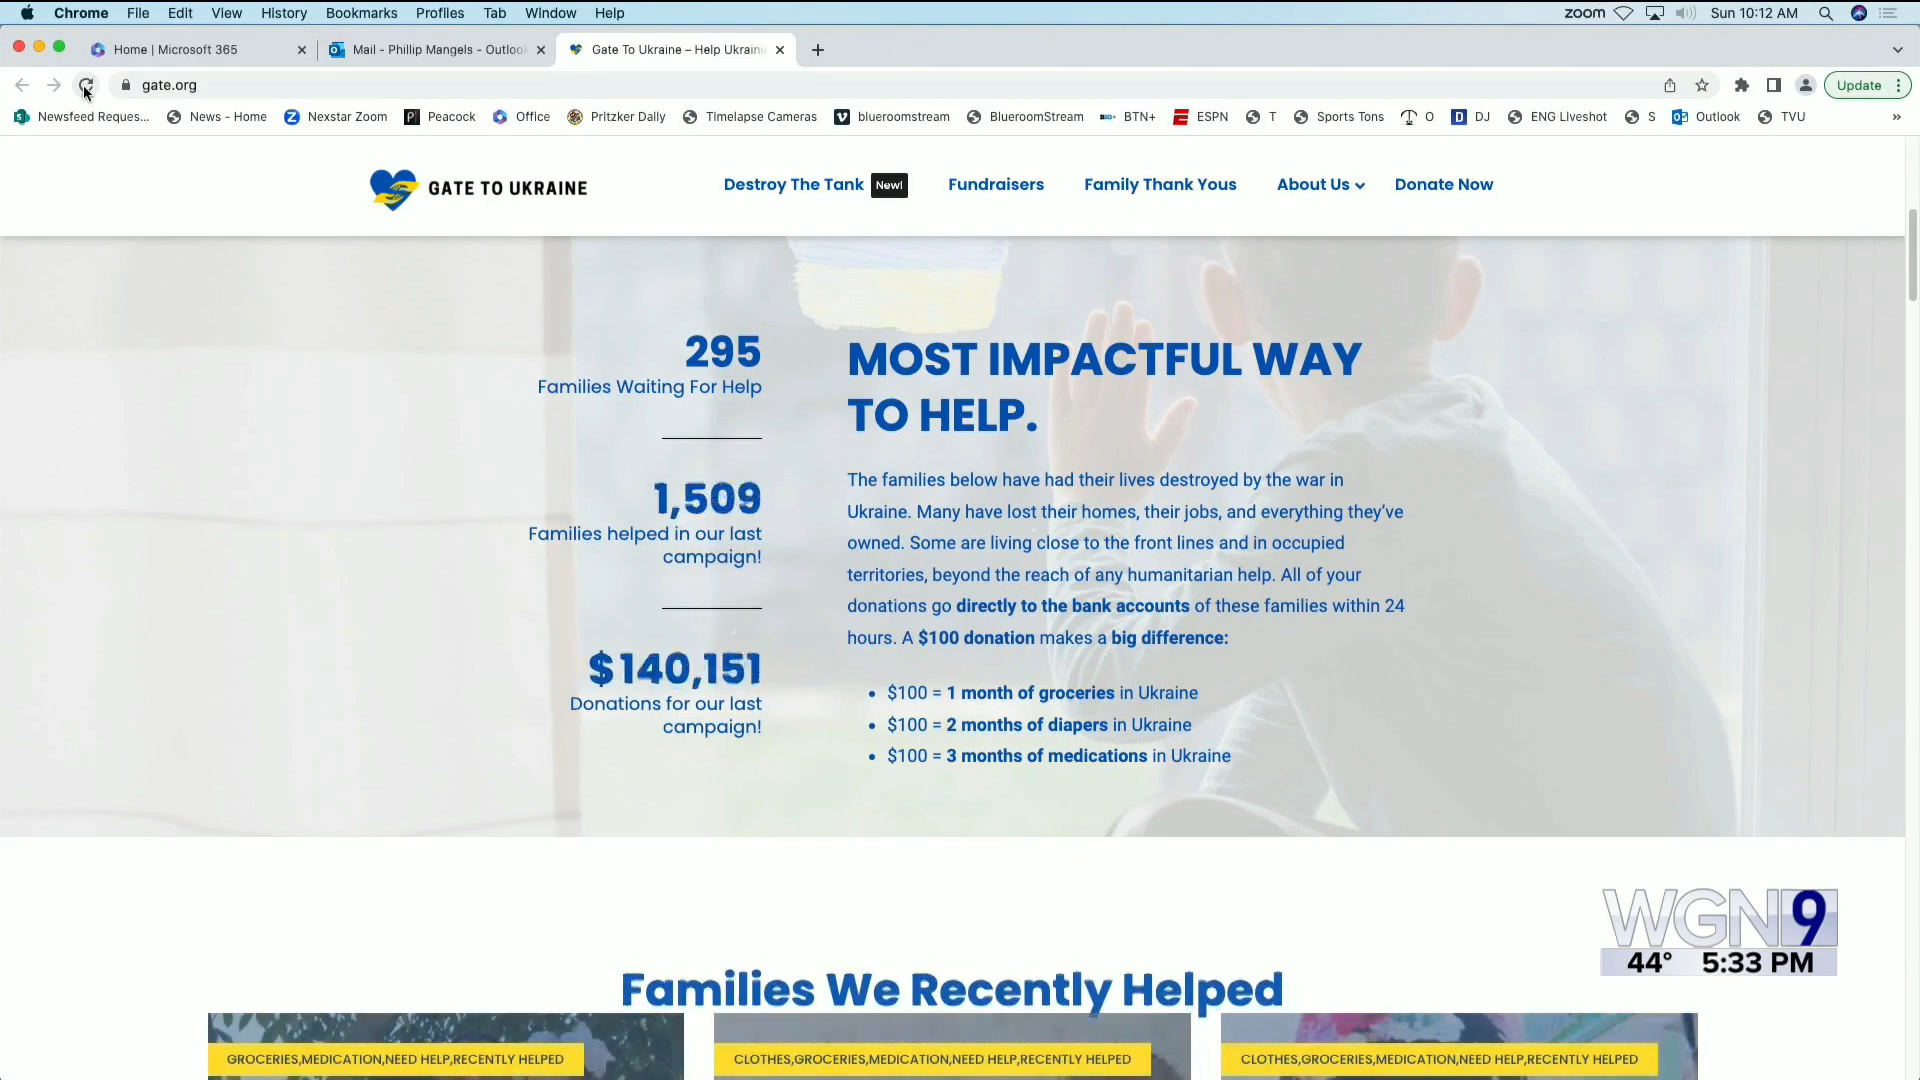 Chrome File Edit View History Bookmarks Profiles Tab Window Help
zoom Sun 10:12 AM
Home | Microsoft 365
Mail - Phillip Mangels - Outloo
Gate To Ukraine – Help Ukraini
gate.org
Update
Newsfeed Reques... News - Home Nexstar Zoom Peacock Office Pritzker Daily Timelapse Cameras blueroomstream BlueroomStream BTN+ ESPN T Sports Tons O DJ ENG Liveshot S Outlook TVU »
GATE TO UKRAINE
Destroy The Tank New! Fundraisers Family Thank Yous About Us Donate Now
295
Families Waiting For Help
1,509
Families helped in our last
campaign!
$140,151
Donations for our last
campaign!
MOST IMPACTFUL WAY
TO HELP.
The families below have had their lives destroyed by the war in
Ukraine. Many have lost their homes, their jobs, and everything they've
owned. Some are living close to the front lines and in occupied
territories, beyond the reach of any humanitarian help. All of your
donations go directly to the bank accounts of these families within 24
hours. A $100 donation makes a big difference:
• $100 = 1 month of groceries in Ukraine
• $100 = 2 months of diapers in Ukraine
• $100 = 3 months of medications in Ukraine
WGN9
44° 5:33 PM
Families We Recently Helped
GROCERIES,MEDICATION,NEED HELP,RECENTLY HELPED
CLOTHES,GROCERIES,MEDICATION,NEED HELP,RECENTLY HELPED
CLOTHES,GROCERIES,MEDICATION,NEED HELP,RECENTLY HELPED